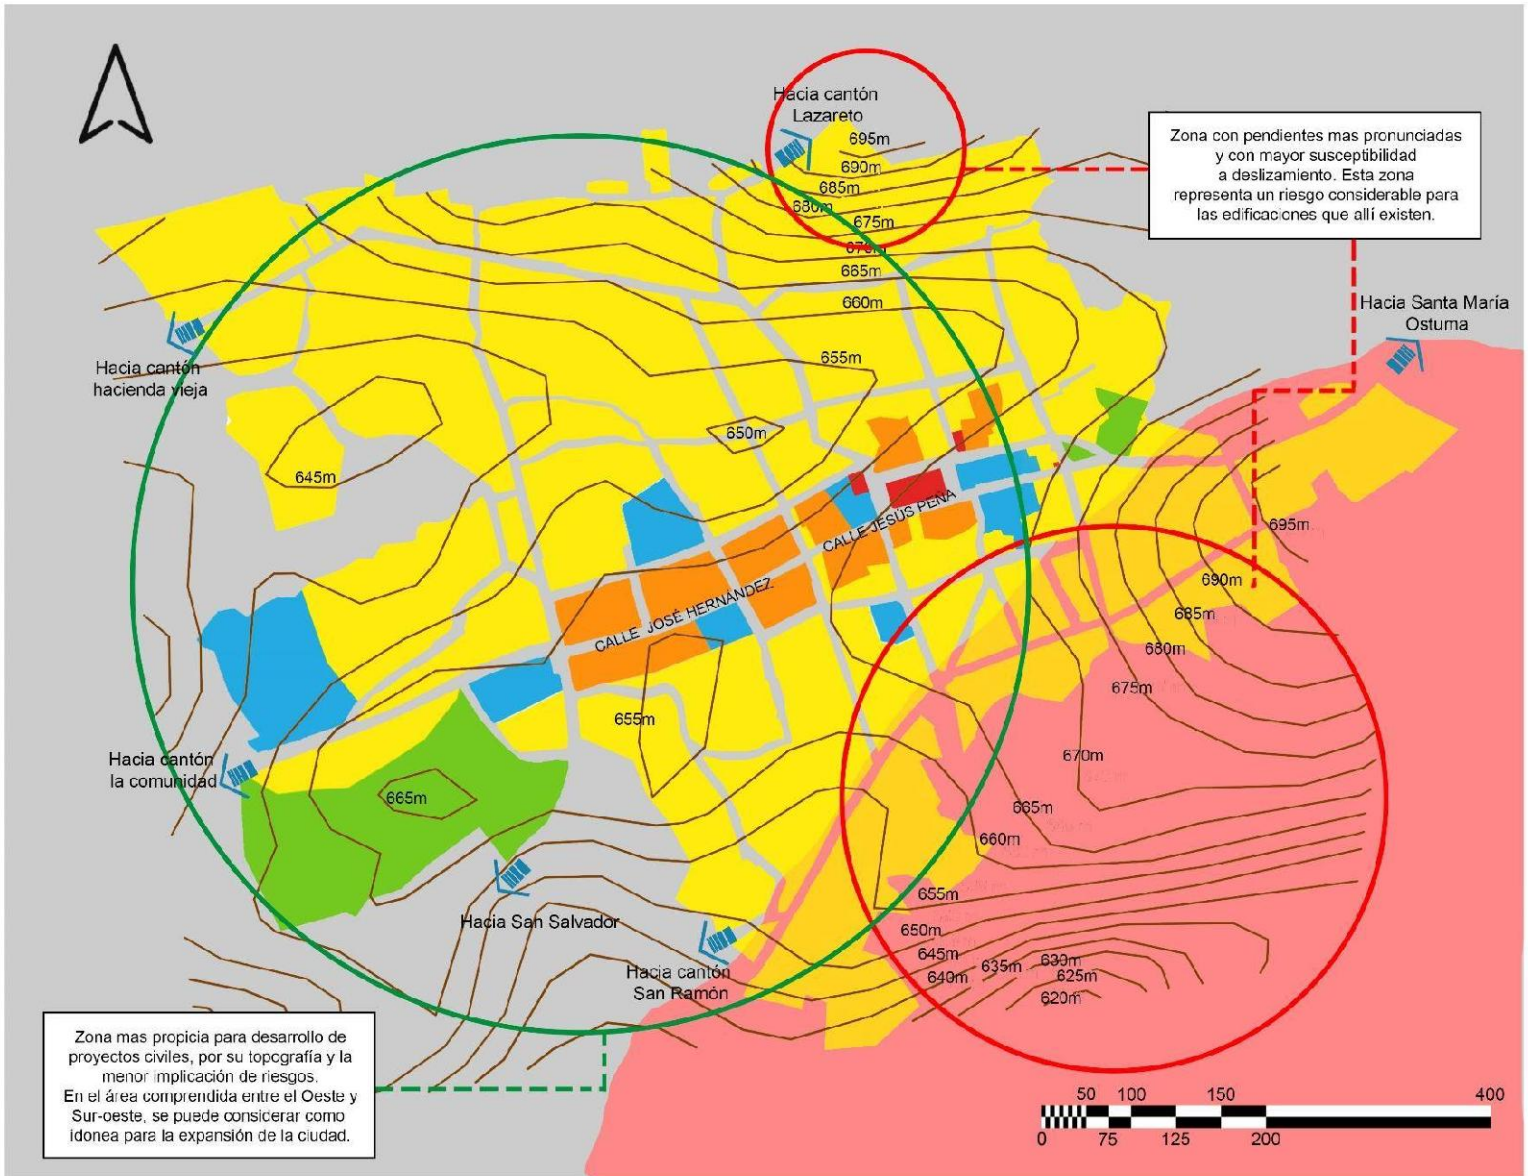 Hacia cantón
Lazareto
Zona con pendientes mas pronunciadas
y con mayor susceptibilidad
a deslizamiento. Esta zona
representa un riesgo considerable para
las edificaciones que allí existen.
695m
690m
685m
680m
675m
670m
665m
660m
655m
650m
645m
Hacia Santa María
Ostuma
Hacia cantón
hacienda vieja
CALLE JESÚS PEÑA
CALLE JOSÉ HERNÁNDEZ
695m
690m
685m
680m
675m
670m
665m
660m
655m
650m
645m
640m
635m
630m
625m
620m
655m
665m
Hacia cantón
la comunidad
Hacia San Salvador
Hacia cantón
San Ramón
Zona mas propicia para desarrollo de
proyectos civiles, por su topografía y la
menor implicación de riesgos.
En el área comprendida entre el Oeste y
Sur-oeste, se puede considerar como
idonea para la expansión de la ciudad.
50 100 150 400
0 75 125 200